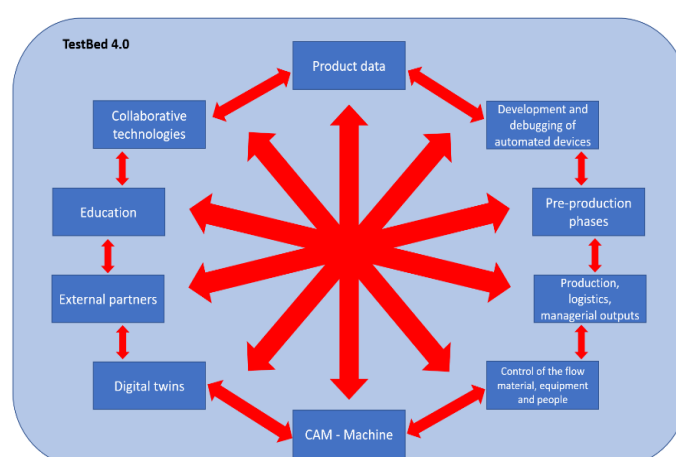 TestBed 4.0
Product data
Collaborative
technologies
Development and
debugging of
automated devices
Education
Pre-production
phases
External partners
Production,
logistics,
managerial outputs
Digital twins
Control of the flow
material, equipment
and people
CAM - Machine